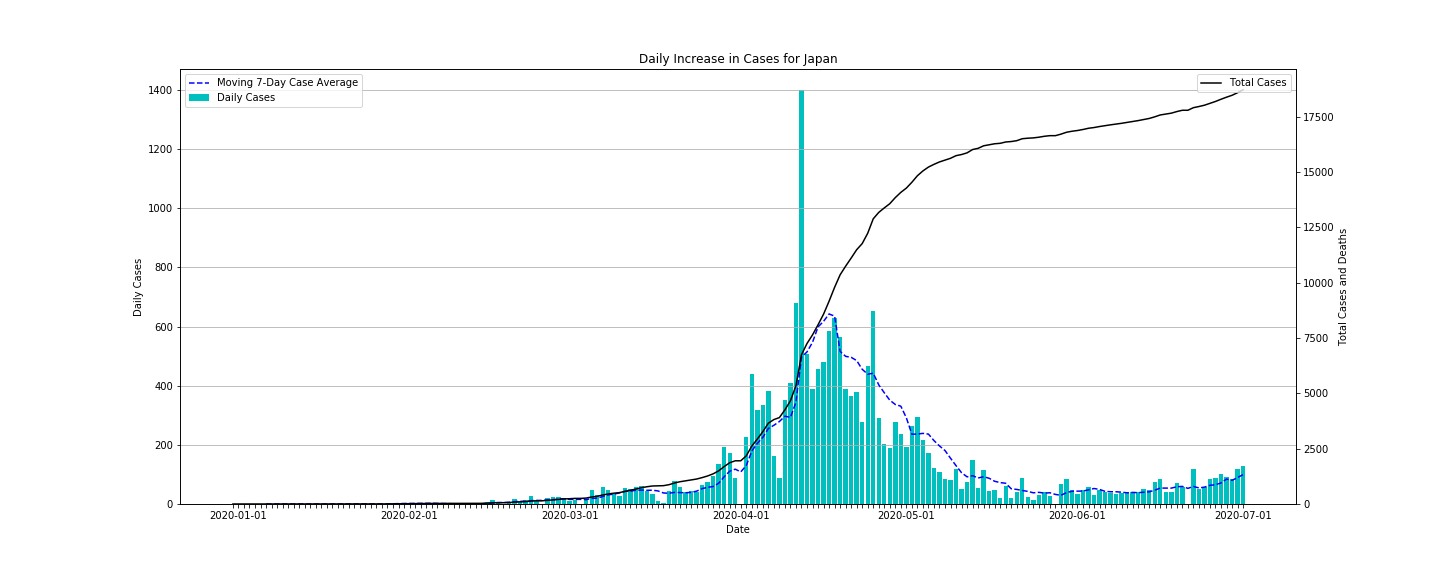 Daily Increase in Cases for Japan
Moving 7-Day Case Average
Daily Cases
Total Cases
1400
1200
1000
800
600
400
200
0
Daily Cases
17500
15000
12500
10000
7500
5000
2500
0
Total Cases and Deaths
2020-01-01 2020-02-01 2020-03-01 2020-04-01 2020-05-01 2020-06-01 2020-07-01
Date